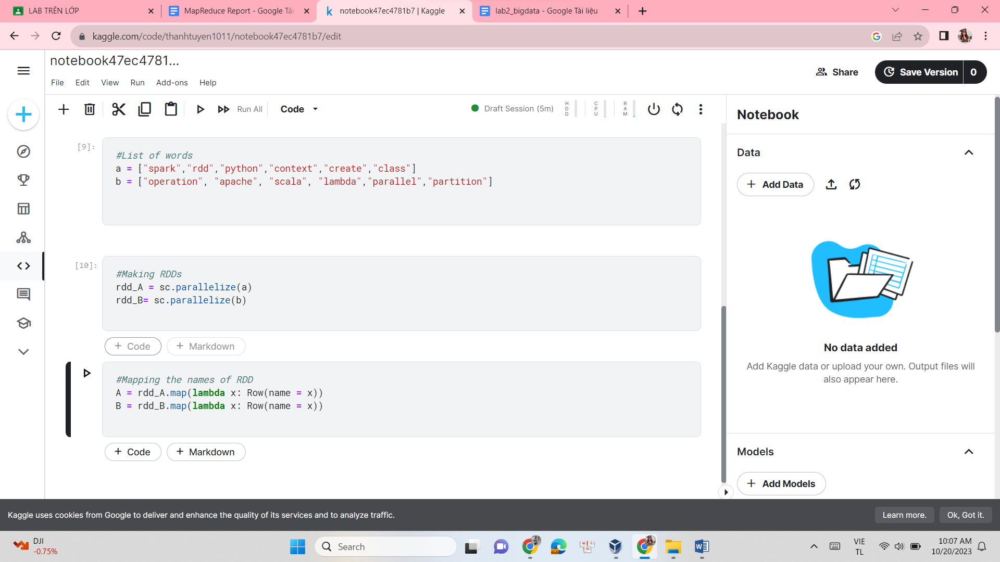 LAB TRÊN LỚP
MapReduce Report - Google Tài
notebook47ec4781b7 | Kaggle
lab2_bigdata - Google Tài liệu
kaggle.com/code/thanhtuyen1011/notebook47ec4781b7/edit
notebook47ec4781...
File Edit View Run Add-ons Help
Share
Save Version 0
Run All
Code
Draft Session (5m)
HDD
CPU
RAM
Notebook
[9]:
#List of words
a = ["spark","rdd","python","context","create","class"]
b = ["operation", "apache", "scala", "lambda","parallel","partition"]
[10]:
#Making RDDs
rdd_A = sc.parallelize(a)
rdd_B= sc.parallelize(b)
+ Code + Markdown
#Mapping the names of RDD
A = rdd_A.map(lambda x: Row(name = x))
B = rdd_B.map(lambda x: Row(name = x))
+ Code + Markdown
Data
+ Add Data
No data added
Add Kaggle data or upload your own. Output files will
also appear here.
Models
+ Add Models
Kaggle uses cookies from Google to deliver and enhance the quality of its services and to analyze traffic.
Learn more.
Ok, Got it.
DJI
-0.75%
Search
VIE
TL
10:07 AM
10/20/2023